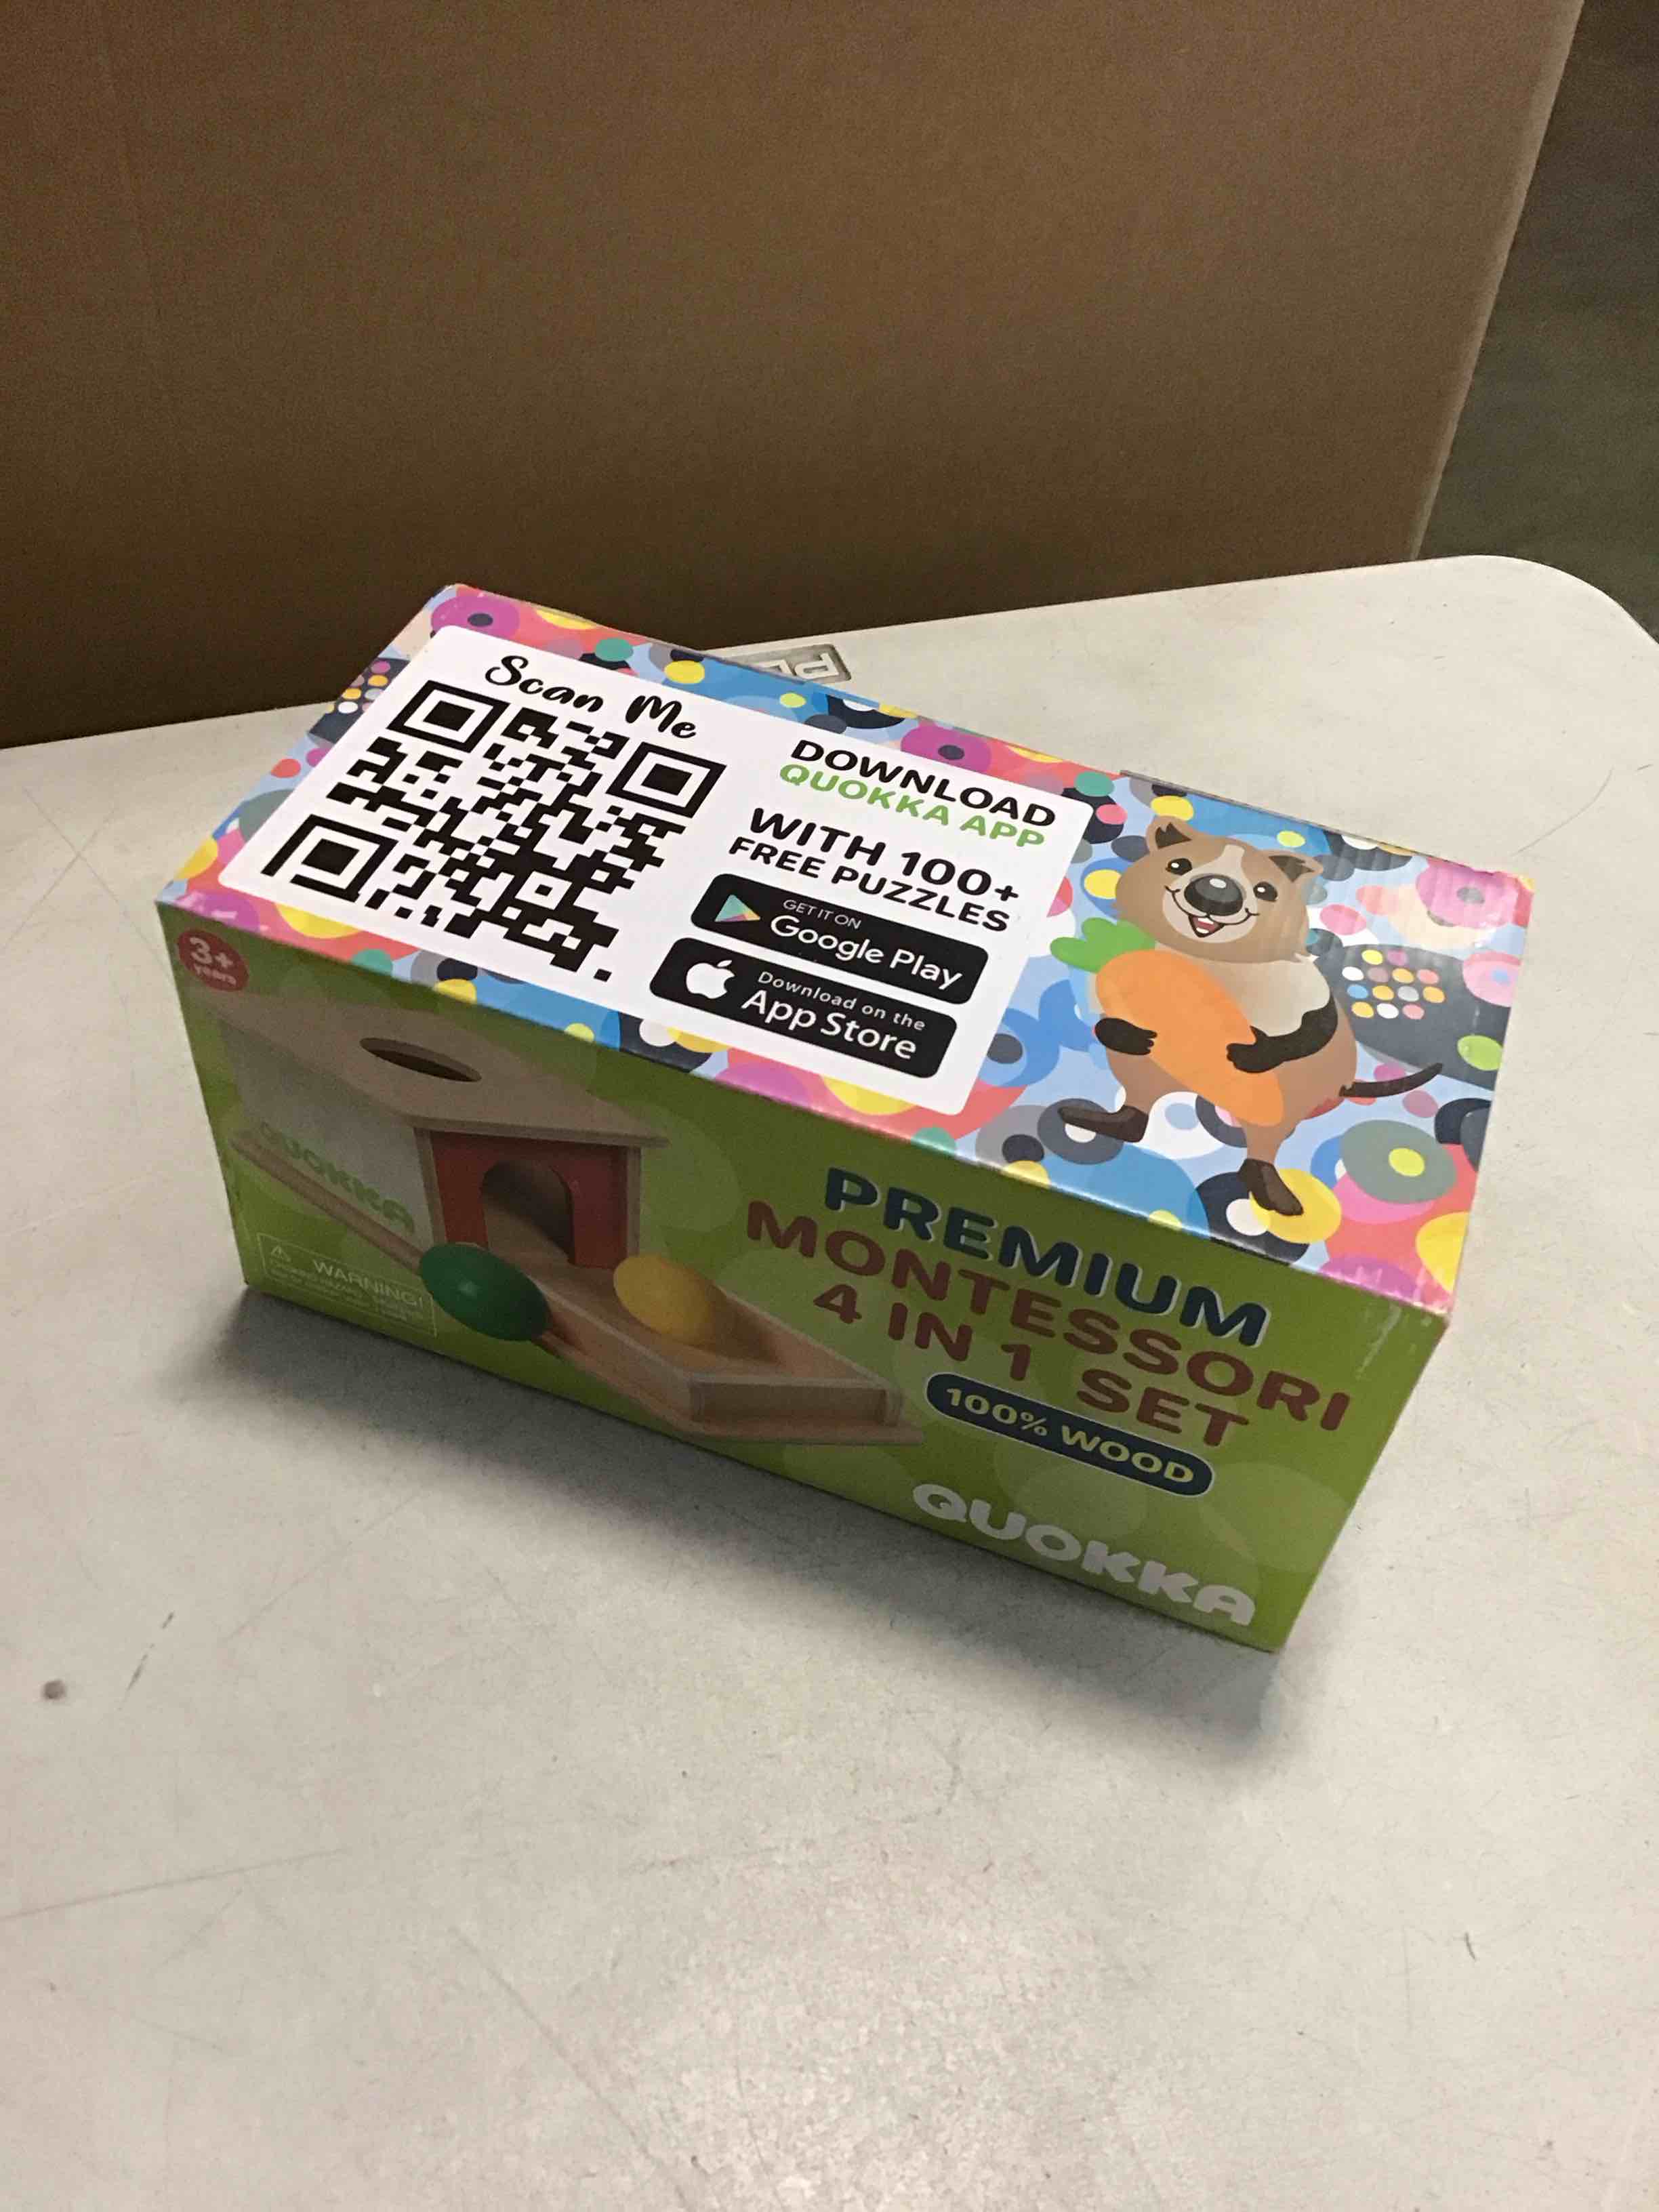 Scan Me
DOWNLOAD
QUOKKA APP
WITH 100+
FREE PUZZLES
GET IT ON
Google Play
Download on the
App Store
3+
years
QUOKKA
WARNING!
PREMIUM
MONTESSORI
4 IN 1 SET
100% WOOD
QUOKKA